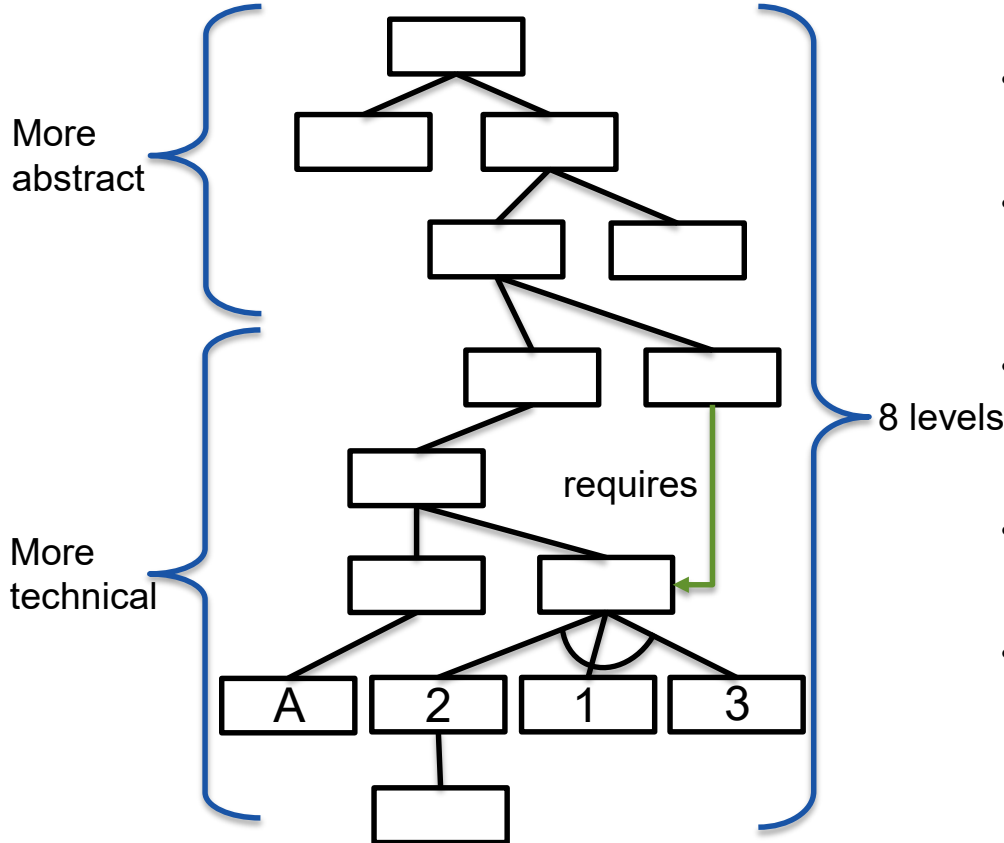 More
abstract
8 levels
requires
More
technical
A
2
1
3